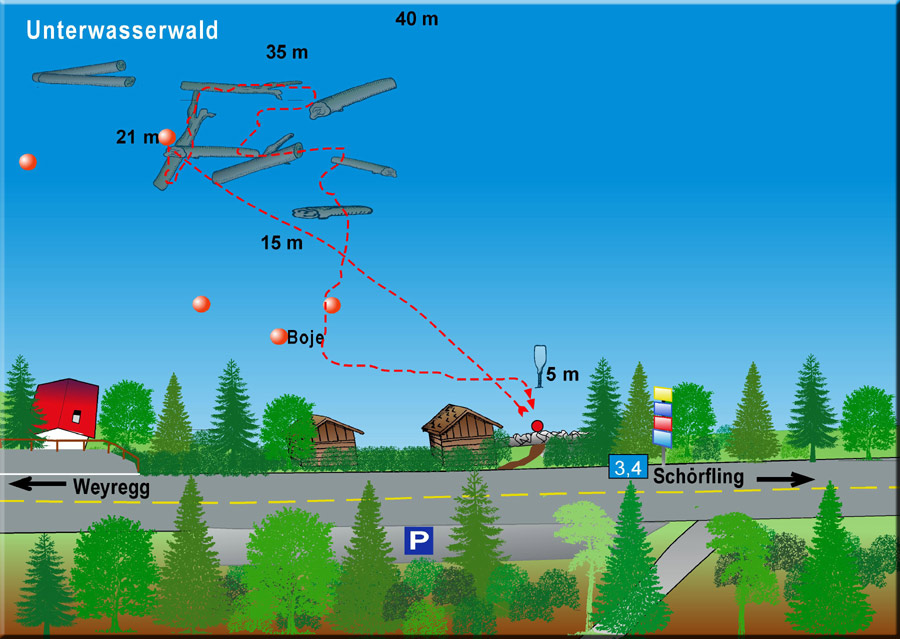 Unterwasserwald
40 m
35 m
21 m
15 m
Boje
5 m
3,4
Schörfling
Weyregg
P